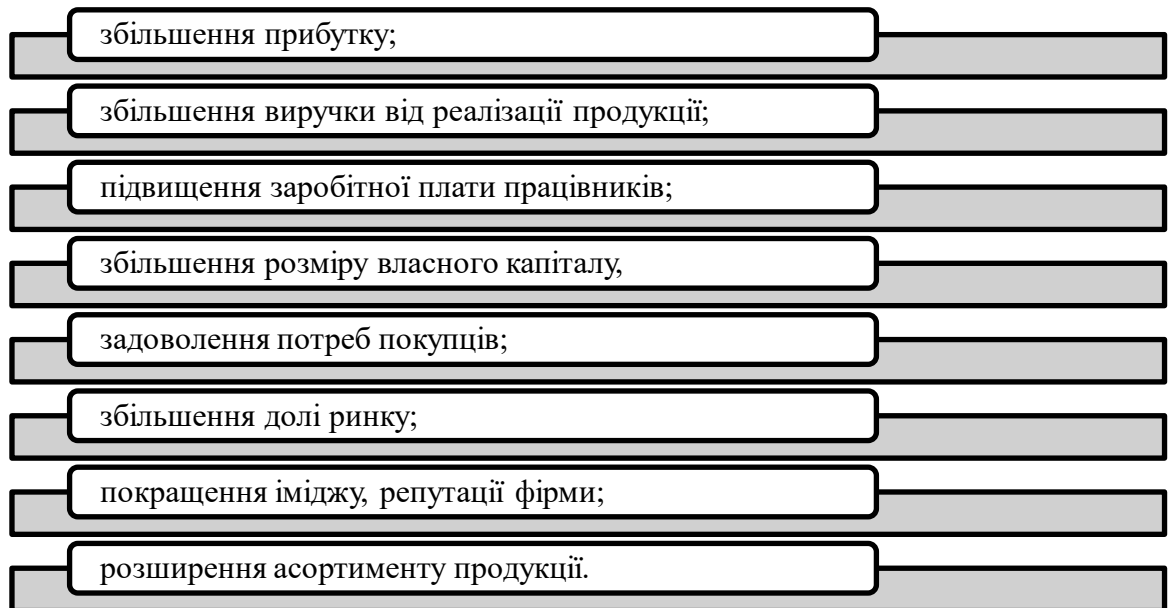 збільшення прибутку;
збільшення виручки від реалізації продукції;
підвищення заробітної плати працівників;
збільшення розміру власного капіталу,
задоволення потреб покупців;
збільшення долі ринку;
покращення іміджу, репутації фірми;
розширення асортименту продукції.